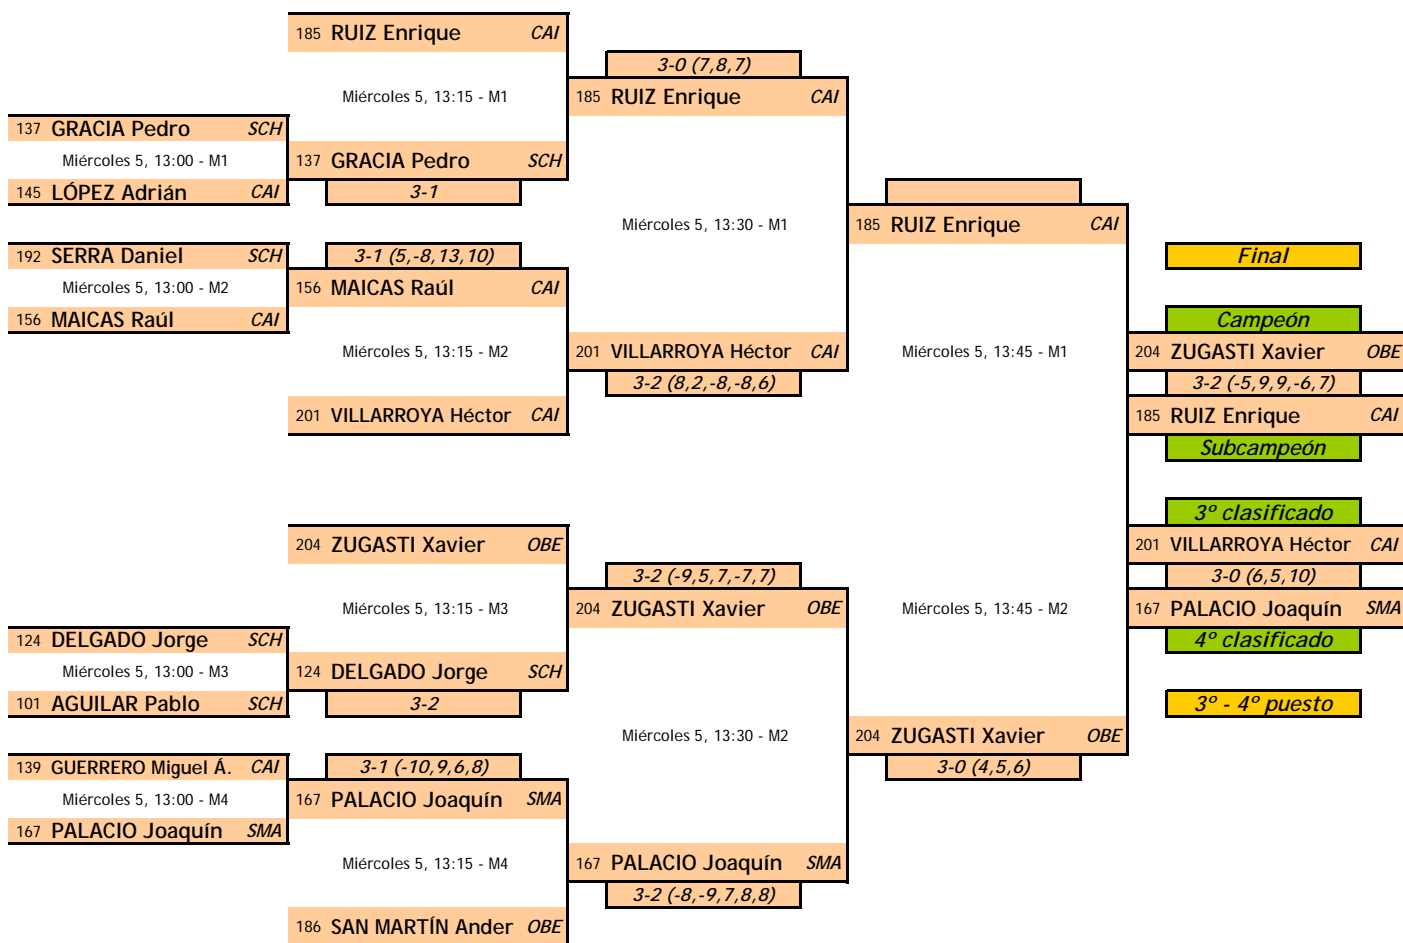 185 RUIZ Enrique CAI
3-0 (7,8,7)
Miércoles 5, 13:15 - M1
185 RUIZ Enrique CAI
137 GRACIA Pedro SCH
Miércoles 5, 13:00 - M1
137 GRACIA Pedro SCH
145 LÓPEZ Adrián CAI
3-1
Miércoles 5, 13:30 - M1
185 RUIZ Enrique CAI
192 SERRA Daniel SCH
3-1 (5,-8,13,10)
Final
Miércoles 5, 13:00 - M2
156 MAICAS Raúl CAI
156 MAICAS Raúl CAI
Campeón
Miércoles 5, 13:15 - M2
201 VILLARROYA Héctor CAI
Miércoles 5, 13:45 - M1
204 ZUGASTI Xavier OBE
3-2 (8,2,-8,-8,6)
3-2 (-5,9,9,-6,7)
201 VILLARROYA Héctor CAI
185 RUIZ Enrique CAI
Subcampeón
3º clasificado
204 ZUGASTI Xavier OBE
201 VILLARROYA Héctor CAI
3-2 (-9,5,7,-7,7)
3-0 (6,5,10)
Miércoles 5, 13:15 - M3
204 ZUGASTI Xavier OBE
Miércoles 5, 13:45 - M2
167 PALACIO Joaquín SMA
124 DELGADO Jorge SCH
4º clasificado
Miércoles 5, 13:00 - M3
124 DELGADO Jorge SCH
101 AGUILAR Pablo SCH
3-2
3º - 4º puesto
Miércoles 5, 13:30 - M2
204 ZUGASTI Xavier OBE
139 GUERRERO Miguel Á. CAI
3-1 (-10,9,6,8)
3-0 (4,5,6)
Miércoles 5, 13:00 - M4
167 PALACIO Joaquín SMA
167 PALACIO Joaquín SMA
Miércoles 5, 13:15 - M4
167 PALACIO Joaquín SMA
3-2 (-8,-9,7,8,8)
186 SAN MARTÍN Ander OBE